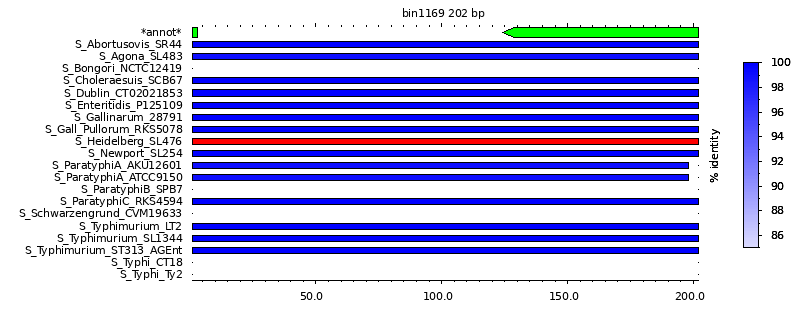 bin1169 202 bp
*annot*
S_Abortusovis_SR44
S_Agona_SL483
S_Bongori_NCTC12419
S_Choleraesuis_SCB67
S_Dublin_CT02021853
S_Enteritidis_P125109
S_Gallinarum_28791
S_Gall_Pullorum_RKS5078
S_Heidelberg_SL476
S_Newport_SL254
S_ParatyphiA_AKU12601
S_ParatyphiA_ATCC9150
S_ParatyphiB_SPB7
S_ParatyphiC_RKS4594
S_Schwarzengrund_CVM19633
S_Typhimurium_LT2
S_Typhimurium_SL1344
S_Typhimurium_ST313_AGEnt
S_Typhi_CT18
S_Typhi_Ty2
50.0 100.0 150.0 200.0
% identity
100
98
96
94
92
90
88
86